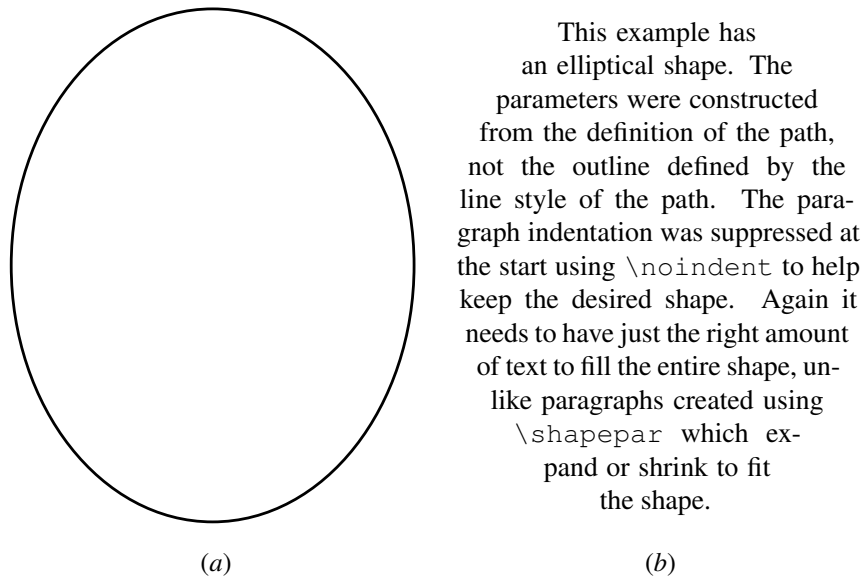 This example has
an elliptical shape. The
parameters were constructed
from the definition of the path,
not the outline defined by the
line style of the path. The para-
graph indentation was suppressed at
the start using \noindent to help
keep the desired shape. Again it
needs to have just the right amount
of text to fill the entire shape, un-
like paragraphs created using
\shapepar which ex-
pand or shrink to fit
the shape.
(a)
(b)